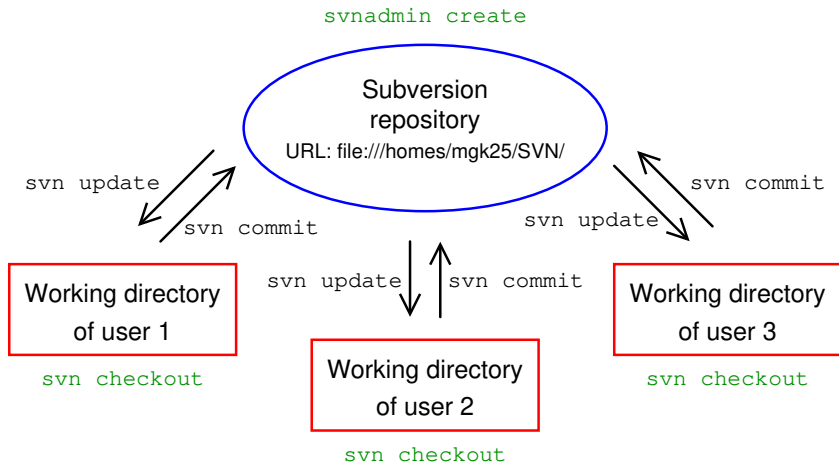 svnadmin create
Subversion
repository
URL: file:///homes/mgk25/SVN/
svn update
svn commit
svn update
svn commit
svn commit
svn update
Working directory
of user 1
svn checkout
Working directory
of user 2
svn checkout
Working directory
of user 3
svn checkout